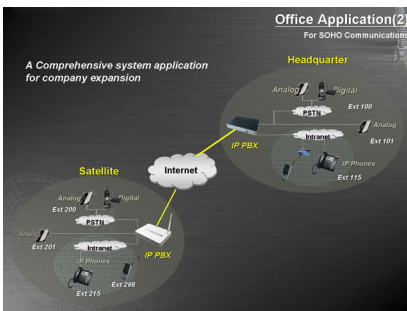 Office Application(2)
For SOHO Communications
A Comprehensive system application
for company expansion
Headquarter
Analog
Digital
Ext 100
PSTN
Analog
Ext 101
Intranet
IP PBX
IP Phones
Ext 115
Internet
Satellite
Analog
Digital
Ext 200
PSTN
Ext 201
Analog
Intranet
IP PBX
IP Phones
Ext 268
Ext 215